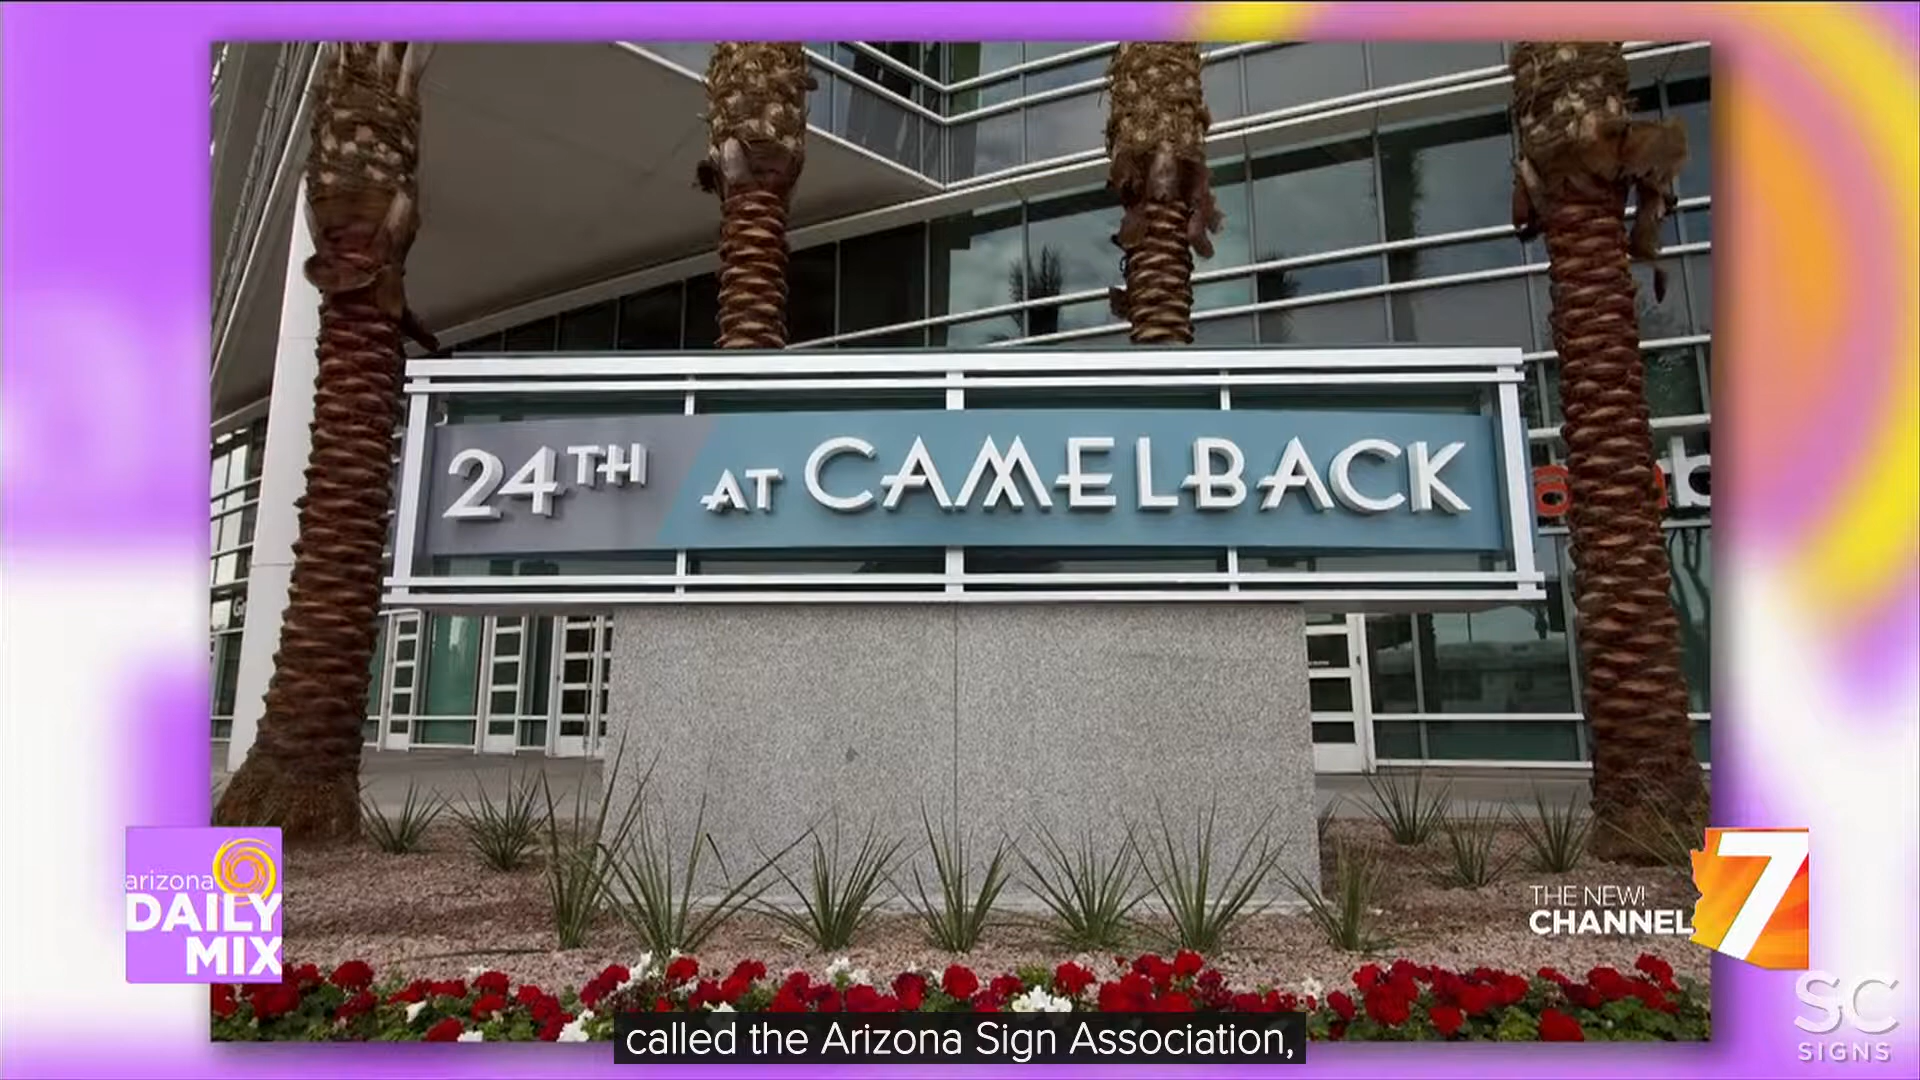 24TH AT CAMELBACK
arizona
DAILY
MIX
THE NEW!
CHANNEL 7
called the Arizona Sign Association,
SC
SIGNS